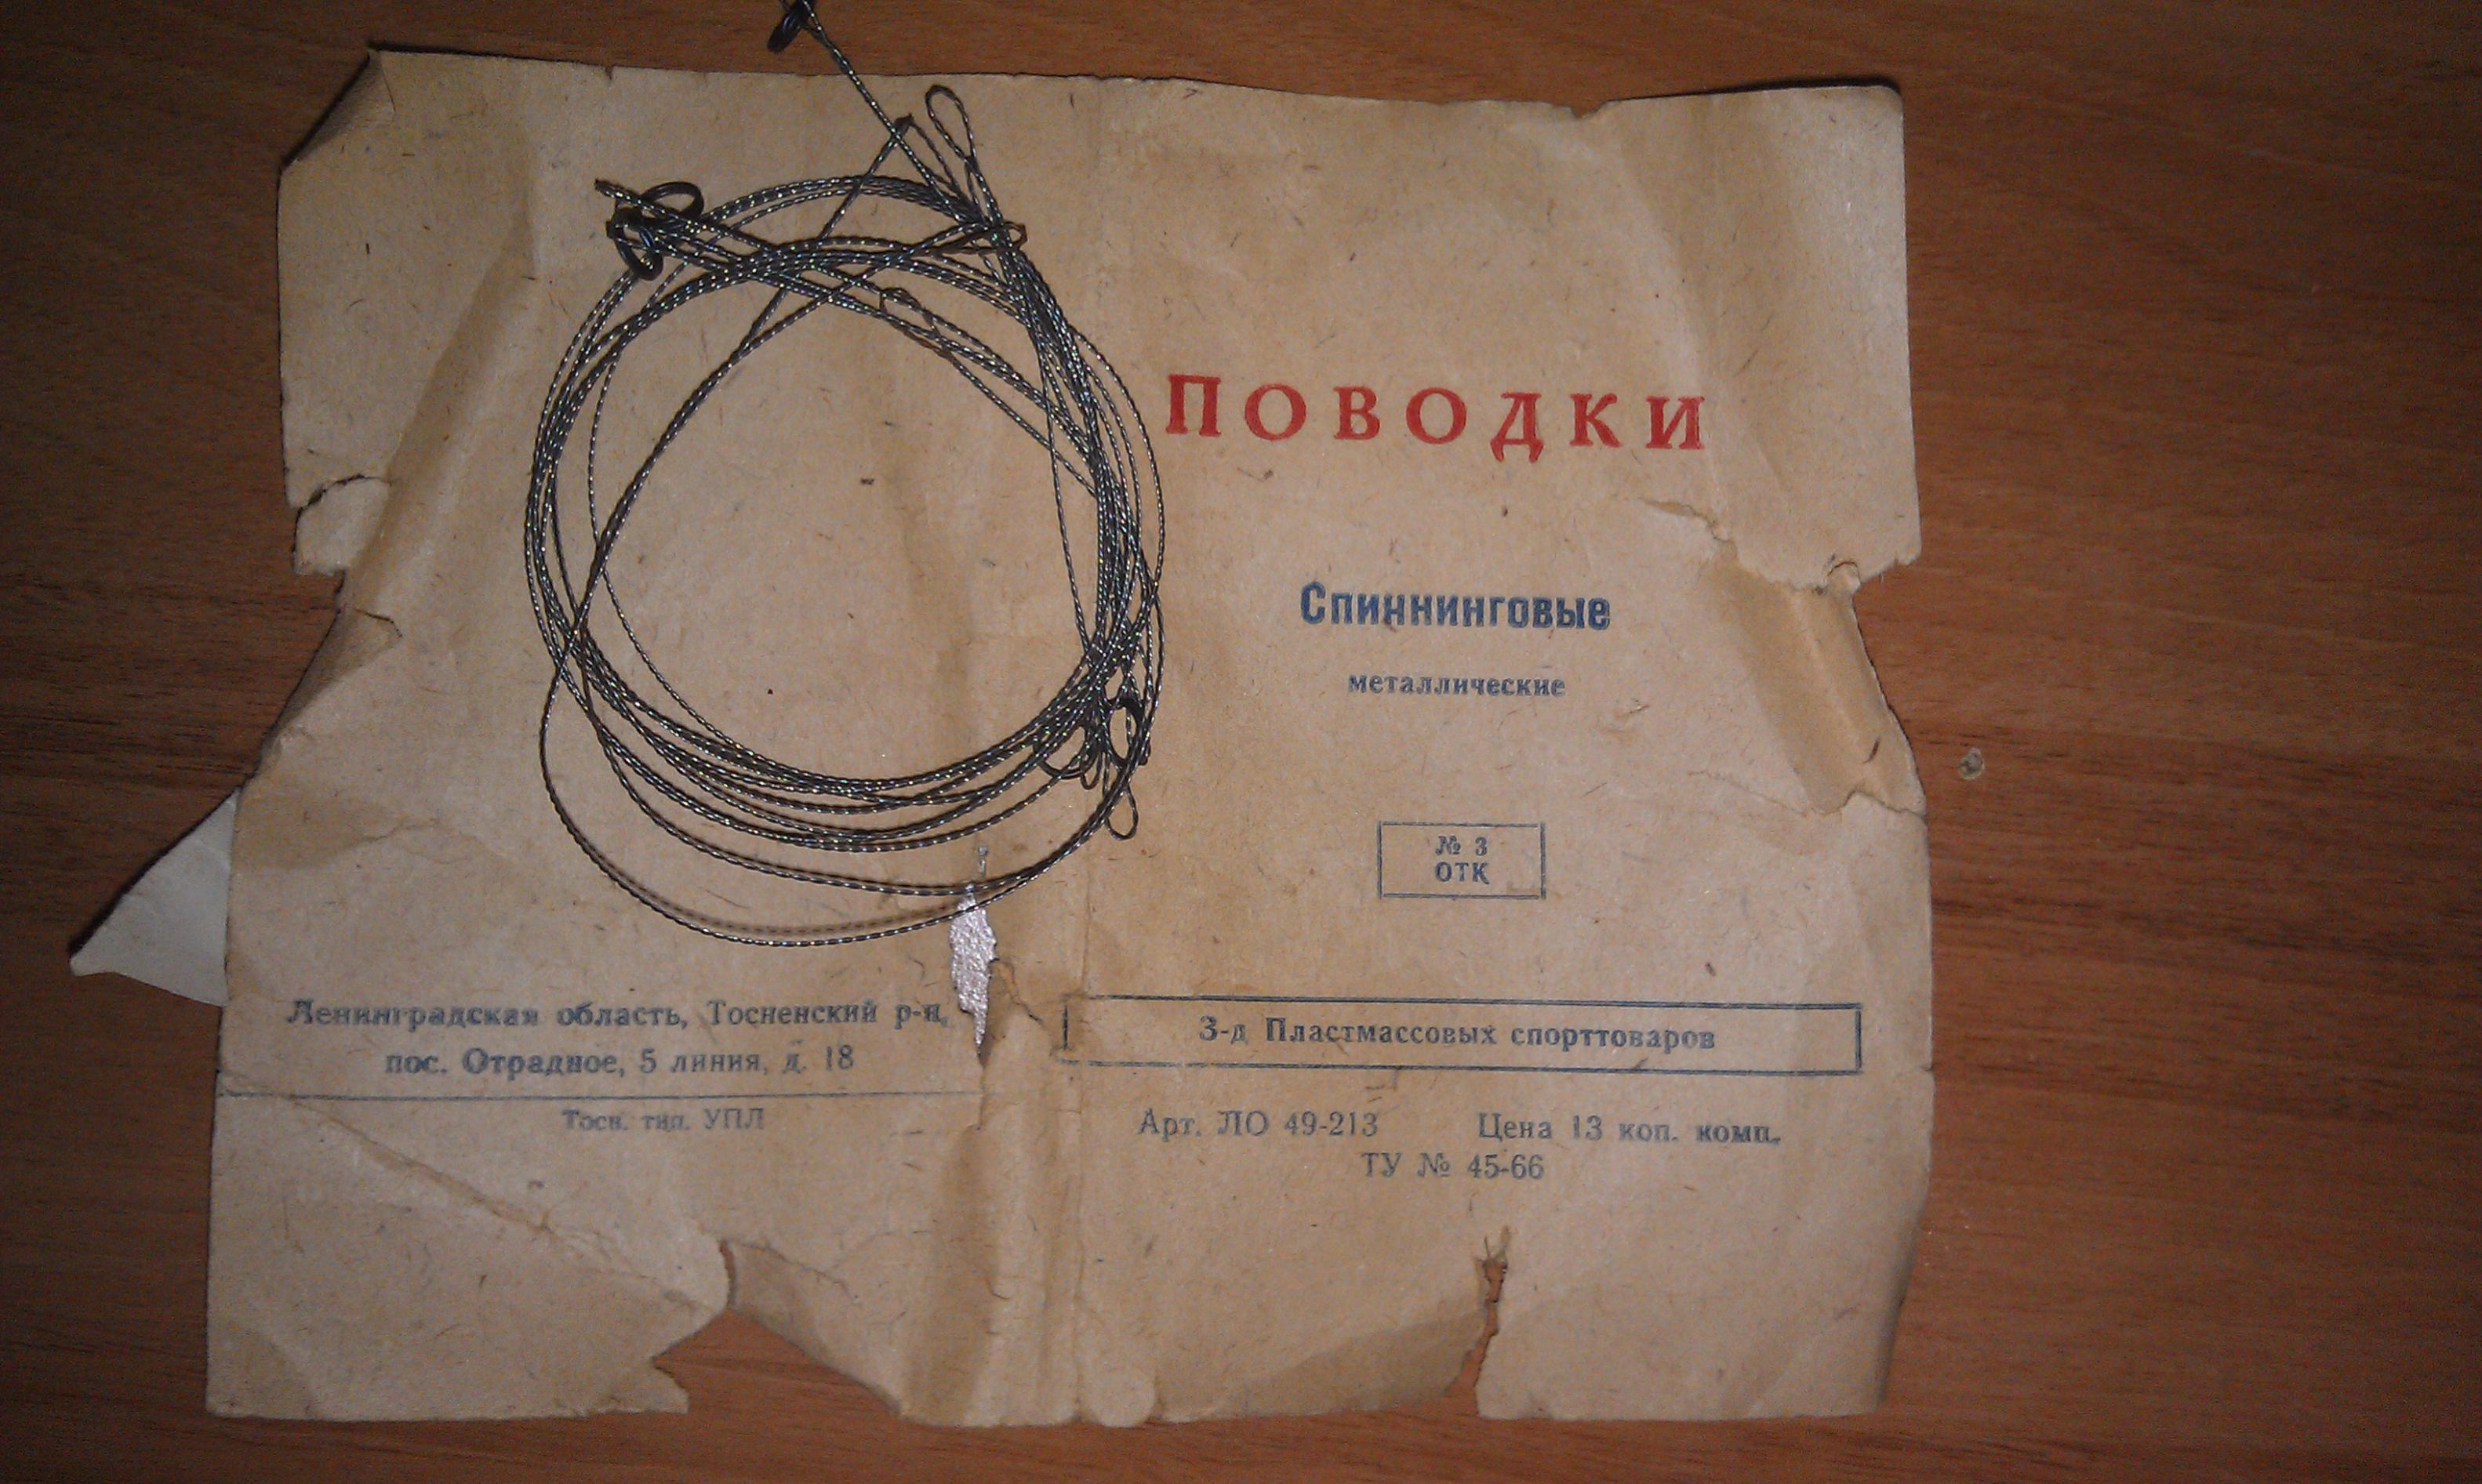 ПОВОДКИ
Спиннинговые
металлические
№ 3
ОТК
Ленинградская область, Тосненский р-н,
пос. Отрадное, 5 линия, д. 18
Тосн. тип. УПЛ
З-д Пластмассовых спорттоваров
Арт. ЛО 49-213 Цена 13 коп. комп.
ТУ № 45-66